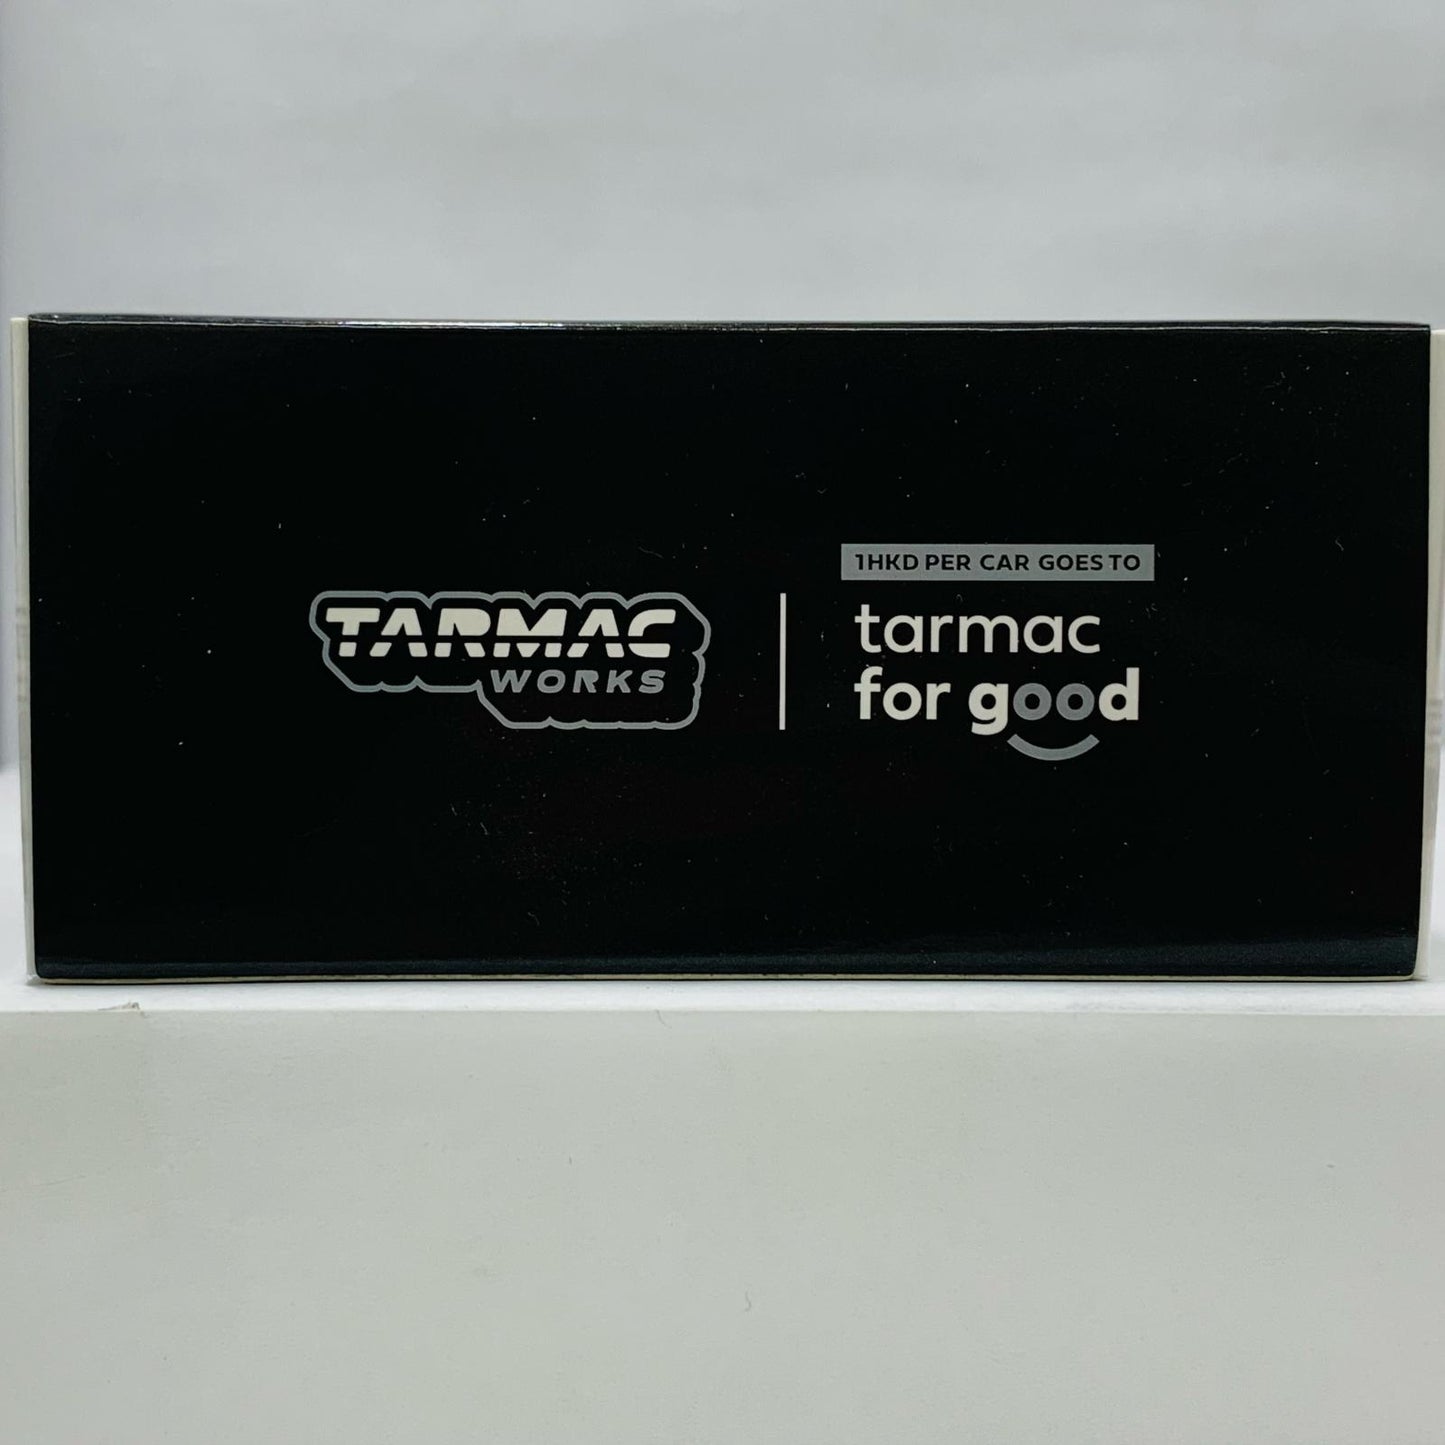 TARMAC
WORKS
1HKD PER CAR GOES TO
tarmac
for good